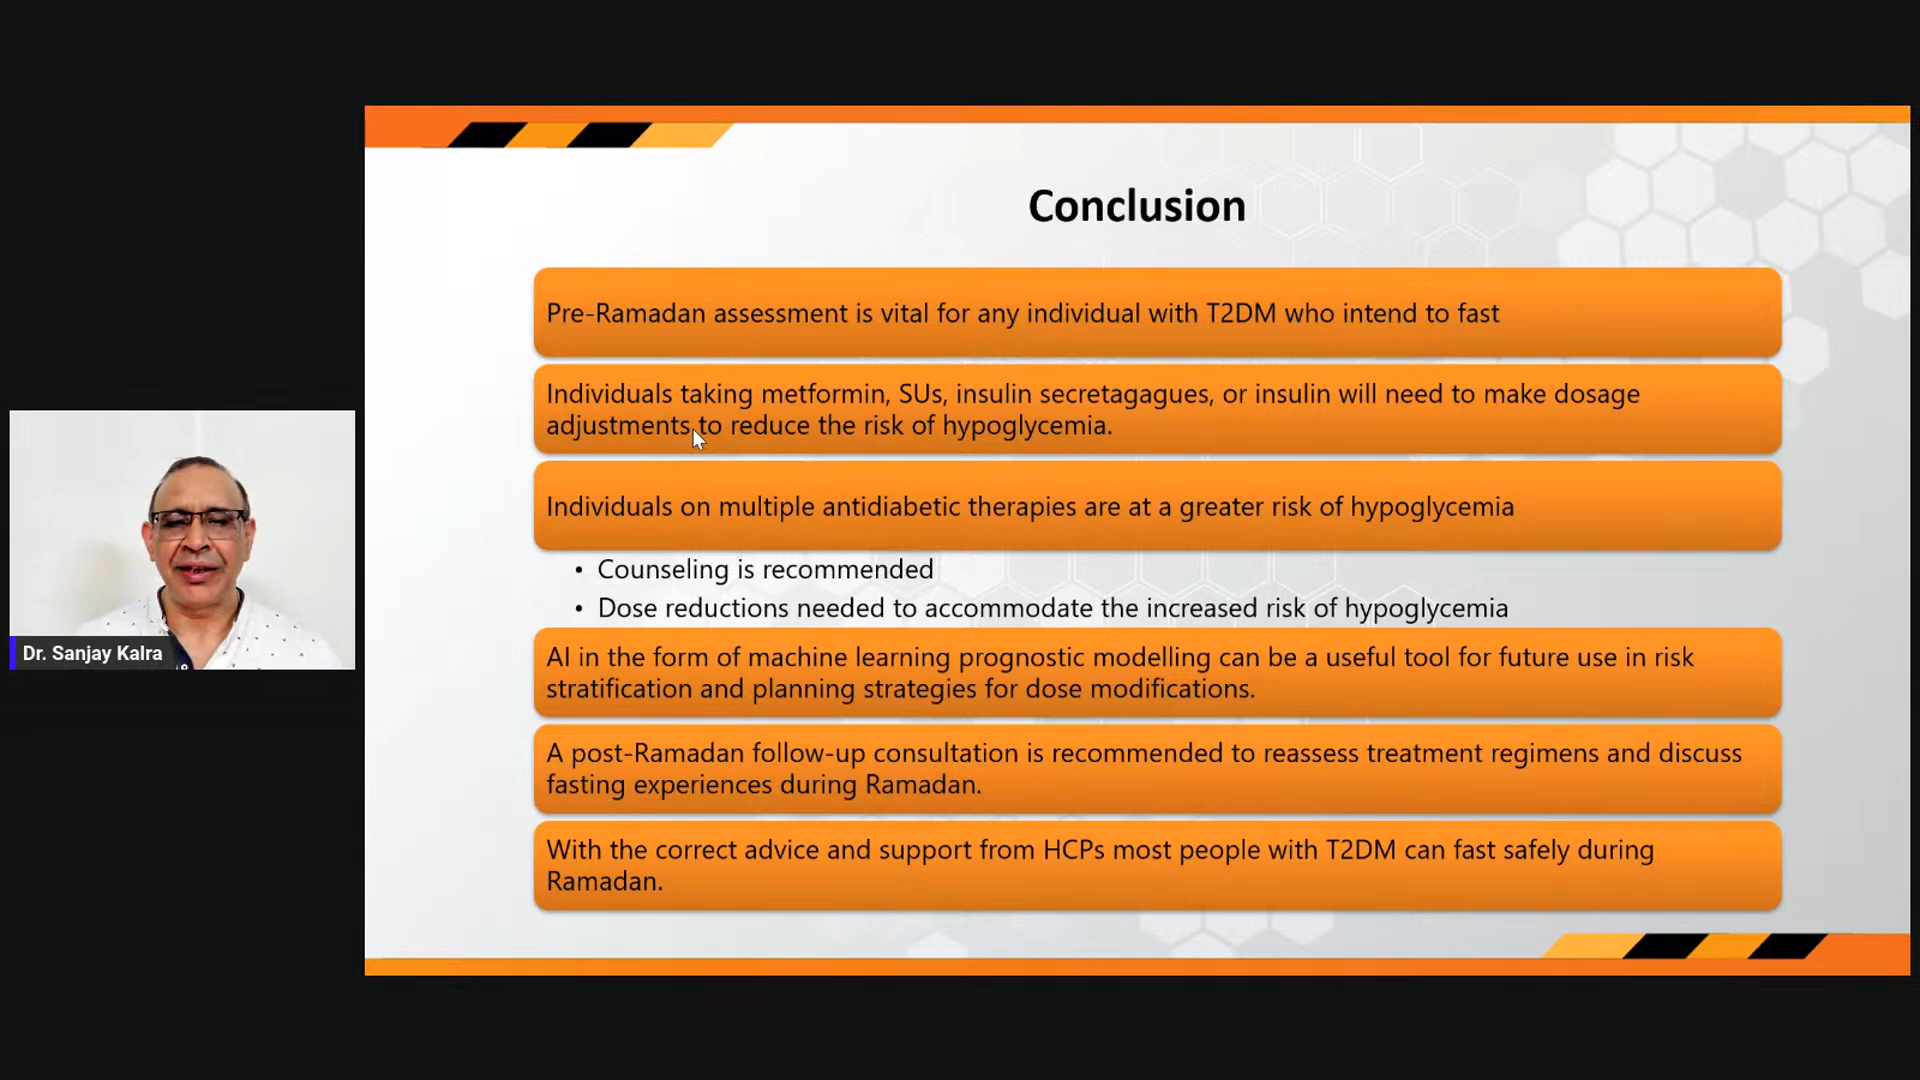 Conclusion
Pre-Ramadan assessment is vital for any individual with T2DM who intend to fast
Individuals taking metformin, SUs, insulin secretagagues, or insulin will need to make dosage
adjustments to reduce the risk of hypoglycemia.
Individuals on multiple antidiabetic therapies are at a greater risk of hypoglycemia
• Counseling is recommended
• Dose reductions needed to accommodate the increased risk of hypoglycemia
AI in the form of machine learning prognostic modelling can be a useful tool for future use in risk
stratification and planning strategies for dose modifications.
A post-Ramadan follow-up consultation is recommended to reassess treatment regimens and discuss
fasting experiences during Ramadan.
With the correct advice and support from HCPs most people with T2DM can fast safely during
Ramadan.
Dr. Sanjay Kalra